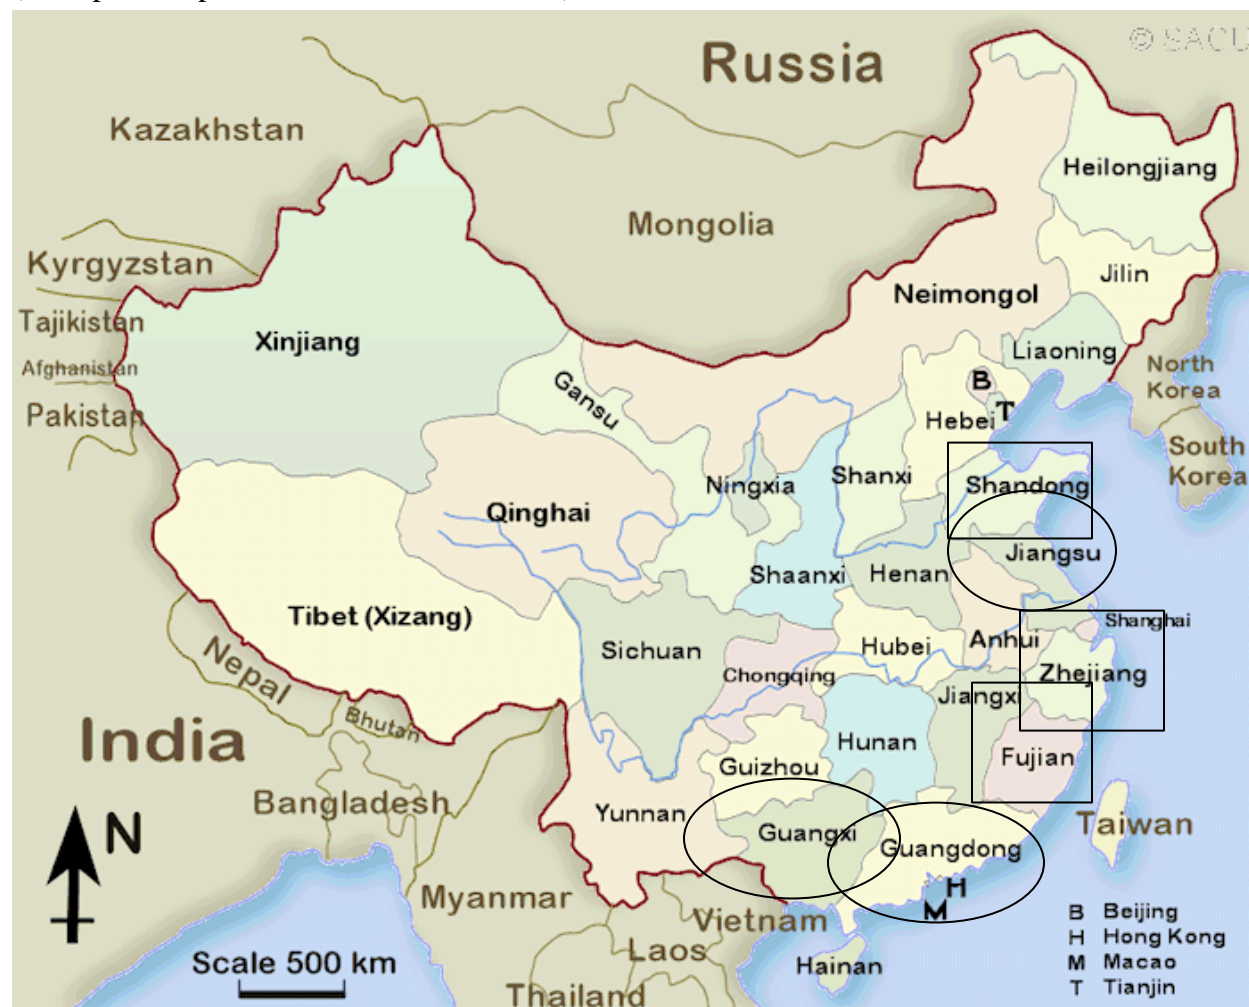 © SACU
Russia
Kazakhstan
Heilongjiang
Mongolia
Kyrgyzstan
Jilin
Neimongol
Tajikistan
Xinjiang
Liaoning
Afghanistan
North
Korea
B
Gansu
Pakistan
T
Hebei
South
Korea
Shanxi
Ningxia
Shandong
Qinghai
Jiangsu
Shaanxi
Henan
Tibet (Xizang)
Shanghai
Anhui
Hubei
Sichuan
Nepal
Chongqing
Zhejiang
Jiangxi
Bhutan
India
Hunan
Fujian
Guizhou
Bangladesh
Yunnan
Taiwan
N
Guangxi
Guangdong
H
Myanmar
M
Vietnam
B Beijing
H Hong Kong
M Macao
T Tianjin
Laos
Scale 500 km
Hainan
Thailand